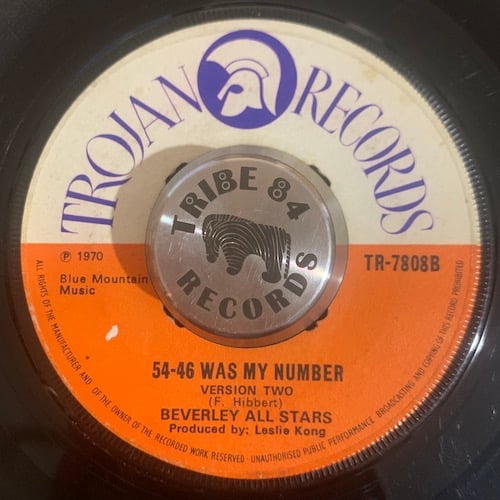 TROJAN RECORDS
TRIBE 84
RECORDS
℗ 1970
Blue Mountain
Music
TR-7808B
54-46 WAS MY NUMBER
VERSION TWO
(F. Hibbert)
BEVERLEY ALL STARS
Produced by: Leslie Kong
ALL RIGHTS OF THE MANUFACTURER AND OF THE OWNER OF THE RECORDED WORK RESERVED - UNAUTHORISED PUBLIC PERFORMANCE BROADCASTING AND COPYING OF THIS RECORD PROHIBITED